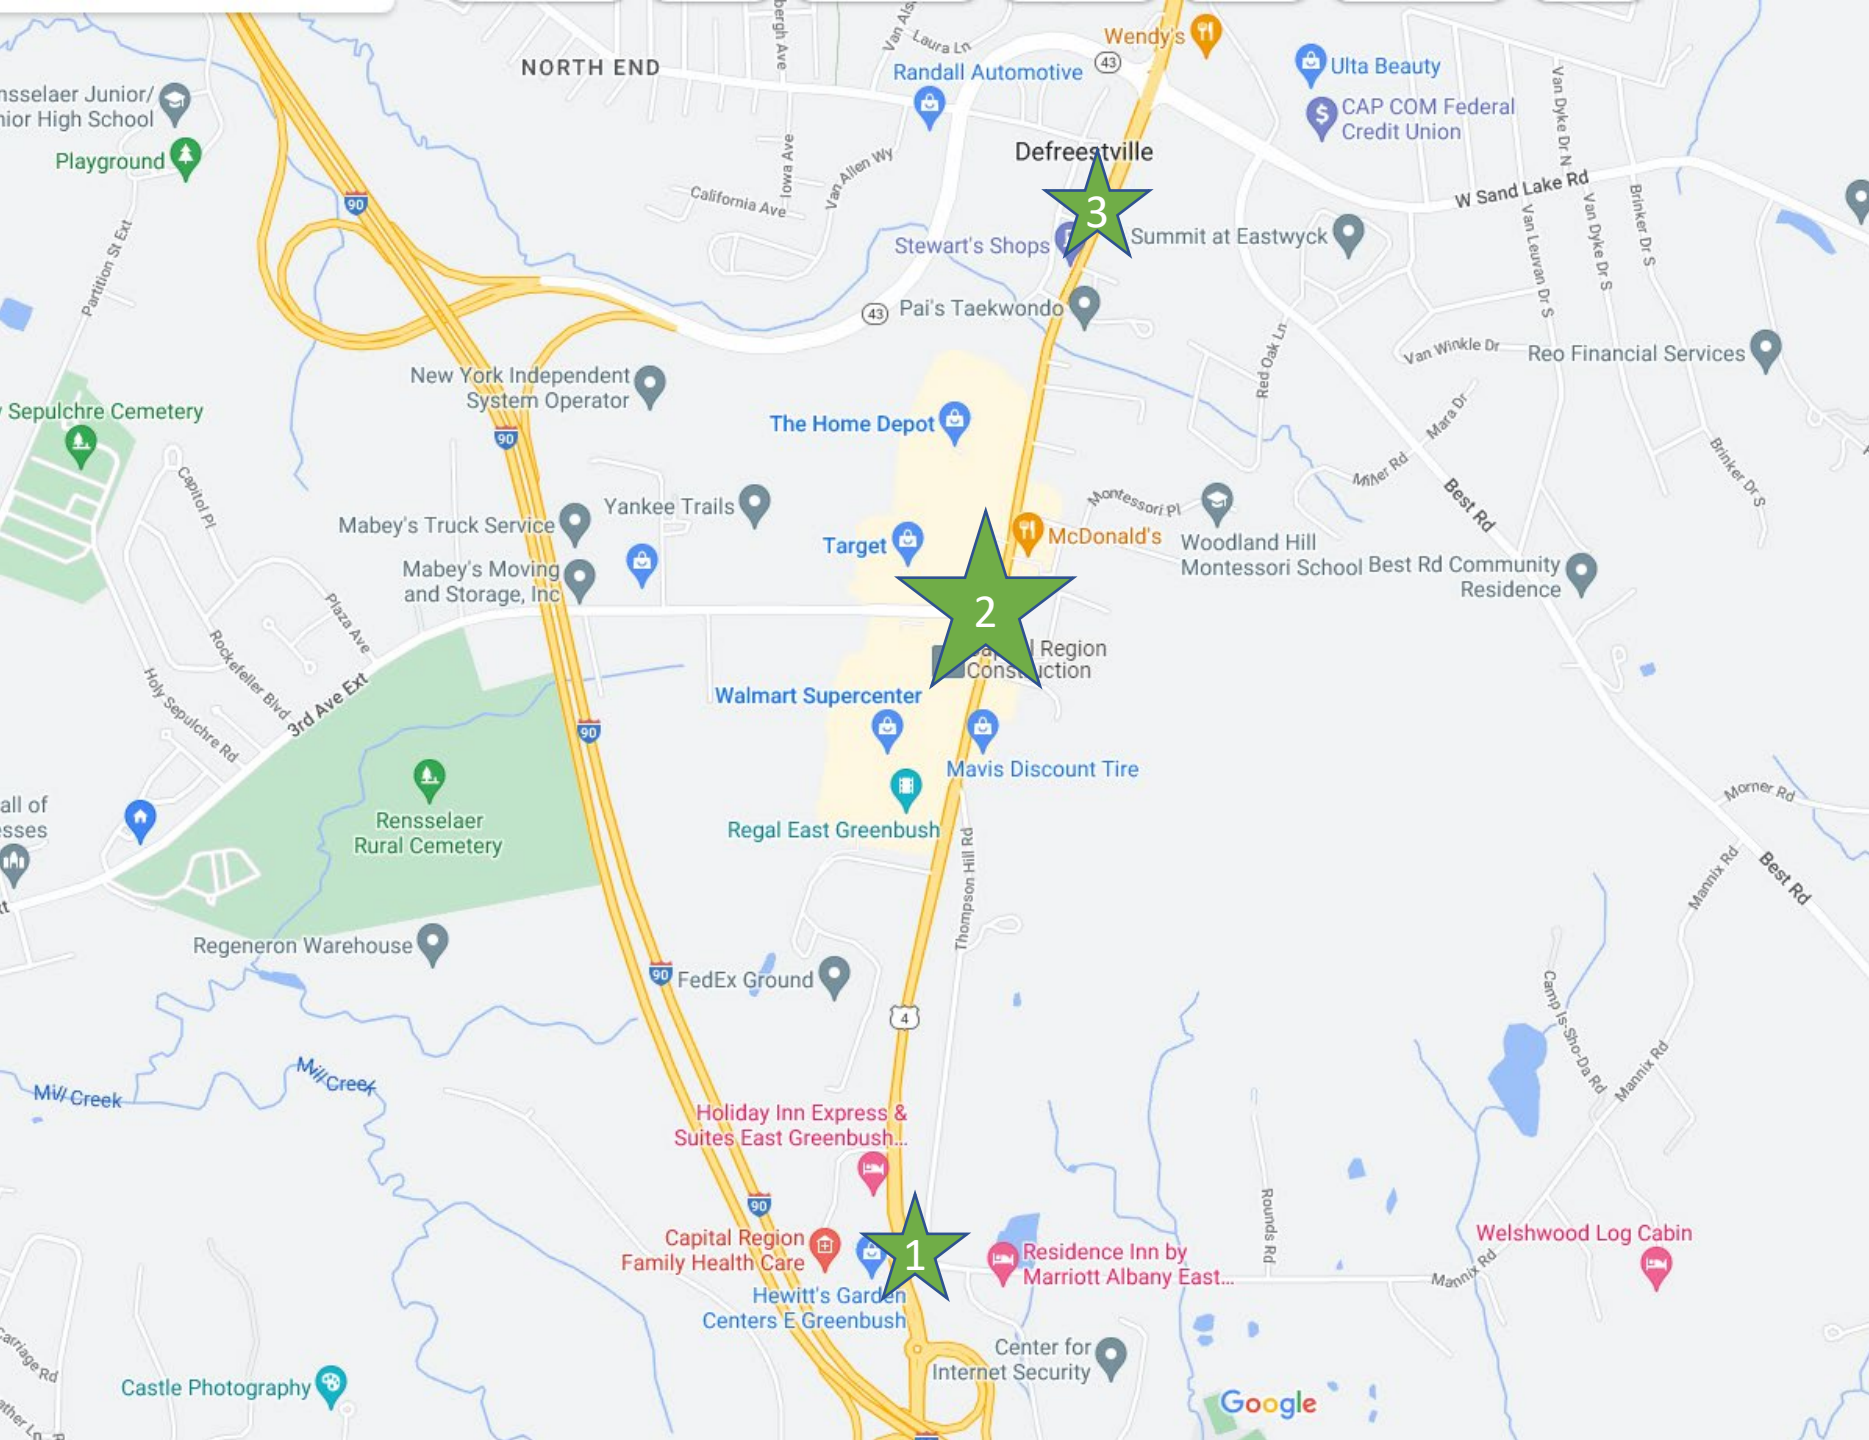 Wendy's
43
Laura Ln
NORTH END
Randall Automotive
Ulta Beauty
CAP COM Federal
Credit Union
Van Dyke Dr N
Junior/
High School
Playground
Defreestville
Iowa Ave
Van Allen Wy
California Ave
90
3
W Sand Lake Rd
Van Leuvan Dr S
Van Dyke Dr S
Brinker Dr S
Partition St Ext
Stewart's Shops
Summit at Eastwyck
43
Pai's Taekwondo
Red Oak Ln
Van Winkle Dr
Reo Financial Services
New York Independent
System Operator
Sepulchre Cemetery
90
The Home Depot
Mara Dr
Miller Rd
Brinker Dr S
Best Rd
Capitol Pl
Mabey's Truck Service
Yankee Trails
Montessori Pl
Target
McDonald's
Woodland Hill
Montessori School
Best Rd Community
Residence
Mabey's Moving
and Storage, Inc
2
Plaza Ave
Rockefeller Blvd
Holy Sepulchre Rd
3rd Ave Ext
Region
Construction
Walmart Supercenter
90
Mavis Discount Tire
Rensselaer
Rural Cemetery
Regal East Greenbush
Thompson Hill Rd
Morner Rd
Mannix Rd
Best Rd
all of
Regeneron Warehouse
90
FedEx Ground
4
Camp Is-Sho-Da Rd
Mannix Rd
Mill Creek
Mill Creek
Holiday Inn Express &
Suites East Greenbush...
90
Capital Region
Family Health Care
1
Residence Inn by
Marriott Albany East...
Rounds Rd
Mannix Rd
Welshwood Log Cabin
Hewitt's Garden
Centers E Greenbush
Center for
Internet Security
Carriage Rd
Castle Photography
Google